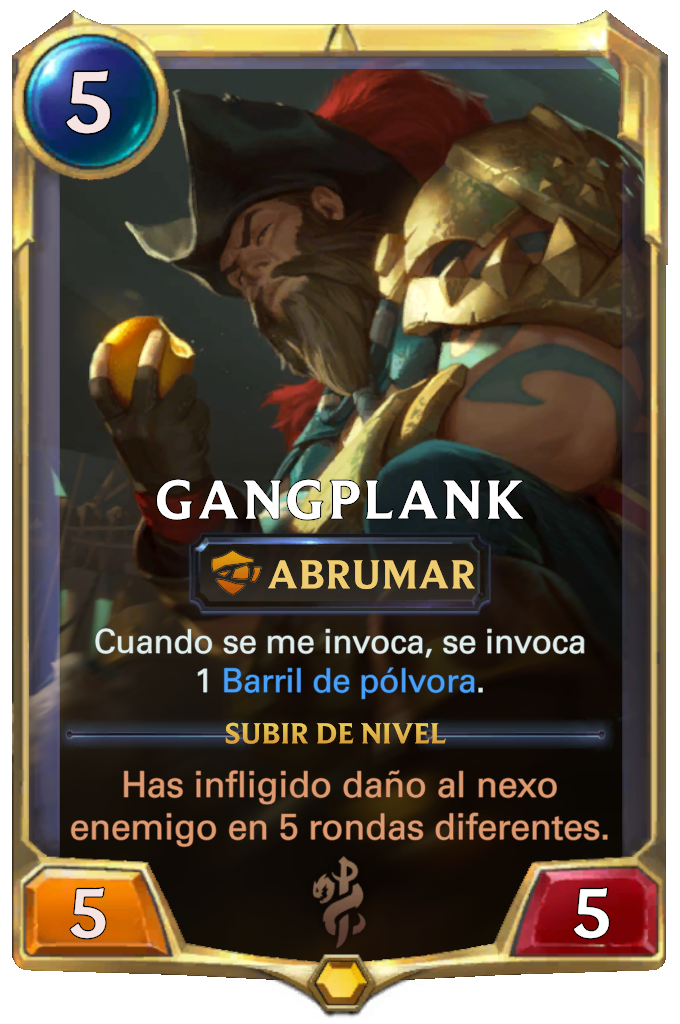 5
GANGPLANK
ABRUMAR
Cuando se me invoca, se invoca
1 Barril de pólvora.
SUBIR DE NIVEL
Has infligido daño al nexo
enemigo en 5 rondas diferentes.
5
5